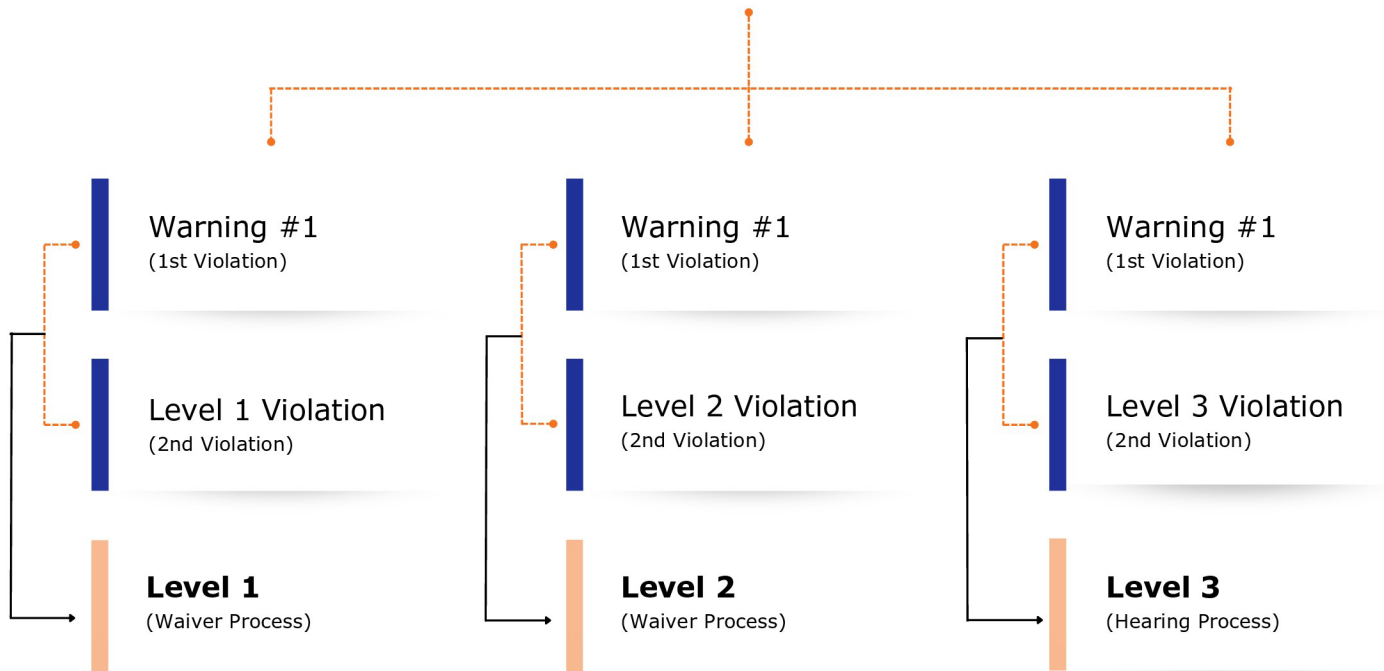 Warning #1
(1st Violation)
Level 1 Violation
(2nd Violation)
Level 1
(Waiver Process)
Warning #1
(1st Violation)
Level 2 Violation
(2nd Violation)
Level 2
(Waiver Process)
Warning #1
(1st Violation)
Level 3 Violation
(2nd Violation)
Level 3
(Hearing Process)